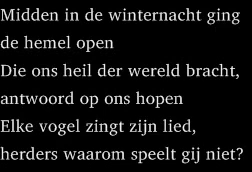 Midden in de winternacht ging
de hemel open
Die ons heil der wereld bracht,
antwoord op ons hopen
Elke vogel zingt zijn lied,
herders waarom speelt gij niet?